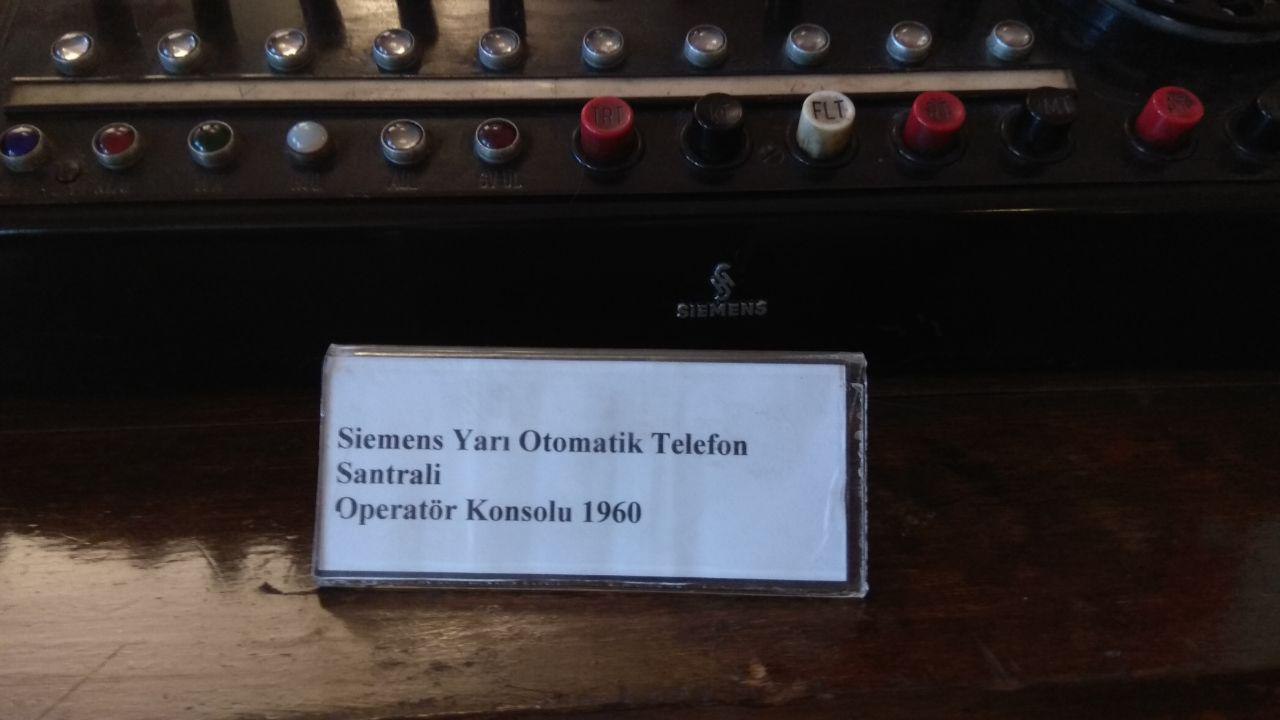 FLT
SIEMENS
Siemens Yarı Otomatik Telefon
Santrali
Operatör Konsolu 1960